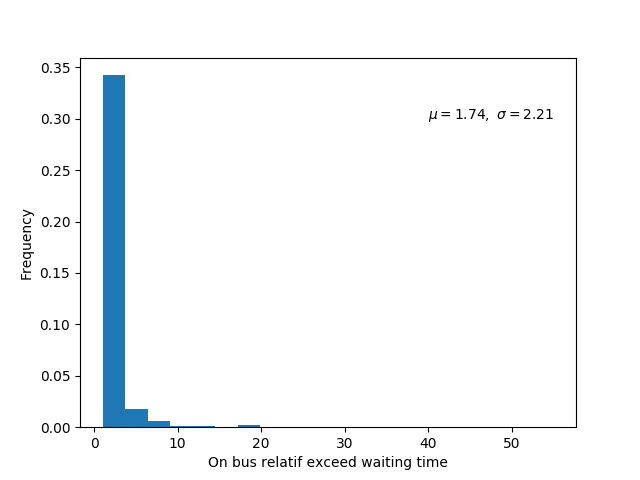 0.35
0.30
0.25
0.20
0.15
0.10
0.05
0.00
Frequency
μ = 1.74, σ = 2.21
0 10 20 30 40 50
On bus relatif exceed waiting time